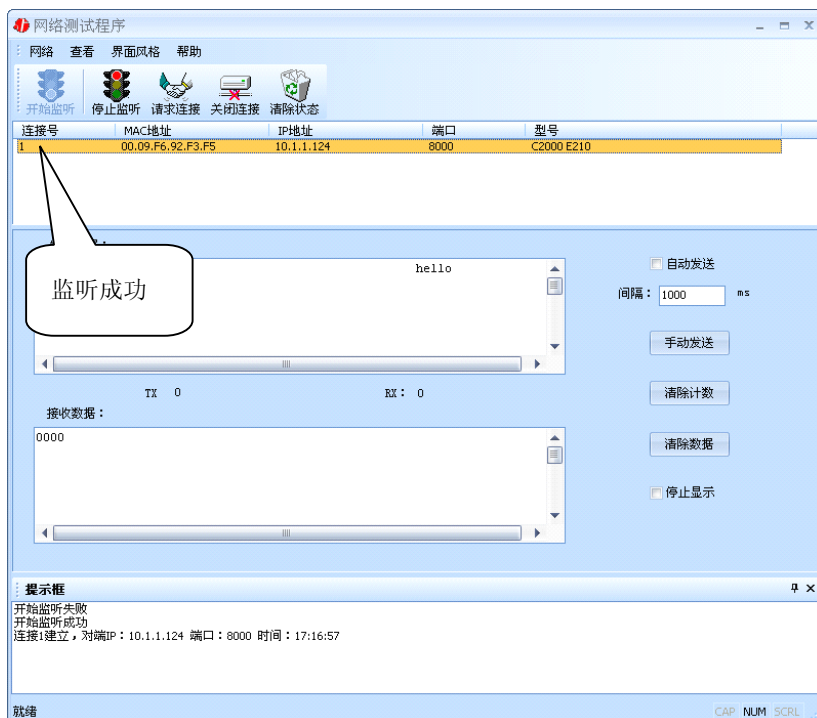 网络测试程序
网络 查看 界面风格 帮助
开始监听 停止监听 请求连接 关闭连接 清除状态
连接号 MAC地址 IP地址 端口 型号
1 00.09.F6.92.F3.F5 10.1.1.124 8000 C2000 E210
监听成功
hello
自动发送
间隔： 1000 ms
手动发送
TX 0 RX： 0
清除计数
接收数据：
0000
清除数据
停止显示
提示框
开始监听失败
开始监听成功
连接1建立，对端IP：10.1.1.124 端口：8000 时间：17:16:57
就绪
CAP NUM SCRL